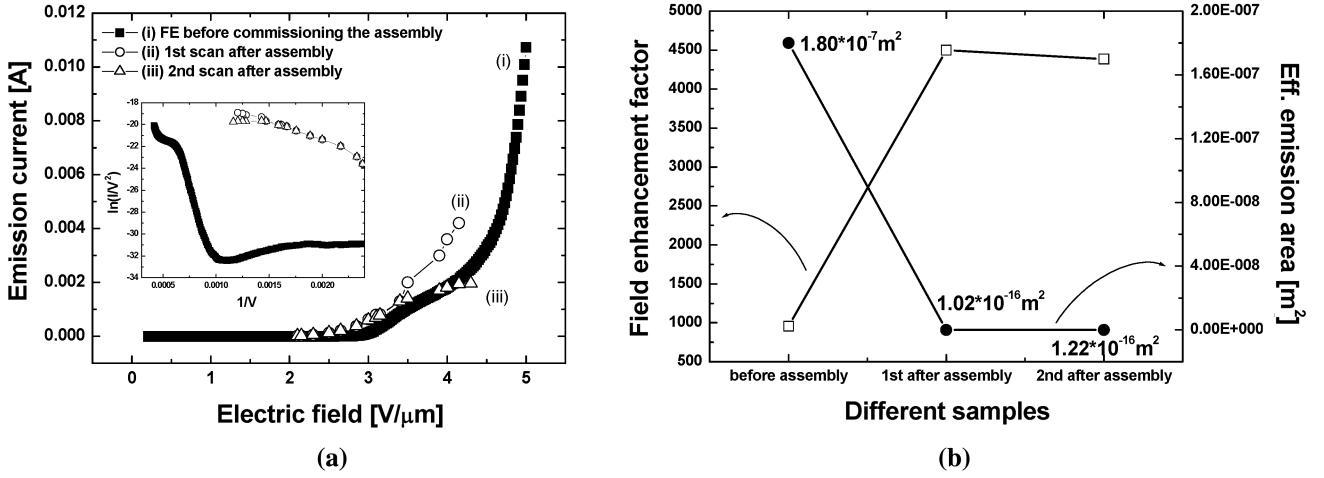 0.012
0.010
0.008
0.006
0.004
0.002
0.000
Emission current [A]
(i) FE before commissioning the assembly
(ii) 1st scan after assembly
(iii) 2nd scan after assembly
(i)
(ii)
(iii)
-18
-20
-22
-24
-26
-28
-30
-32
-34
ln(I/V²)
0.0005
0.0010
0.0015
0.0020
1/V
0 1 2 3 4 5
Electric field [V/μm]
(a)
5000
4500
4000
3500
3000
2500
2000
1500
1000
500
Field enhancement factor
1.80*10⁻⁷m²
1.02*10⁻¹⁶m²
1.22*10⁻¹⁶m²
2.00E-007
1.60E-007
1.20E-007
8.00E-008
4.00E-008
0.00E+000
Eff. emission area [m²]
before assembly 1st after assembly 2nd after assembly
Different samples
(b)